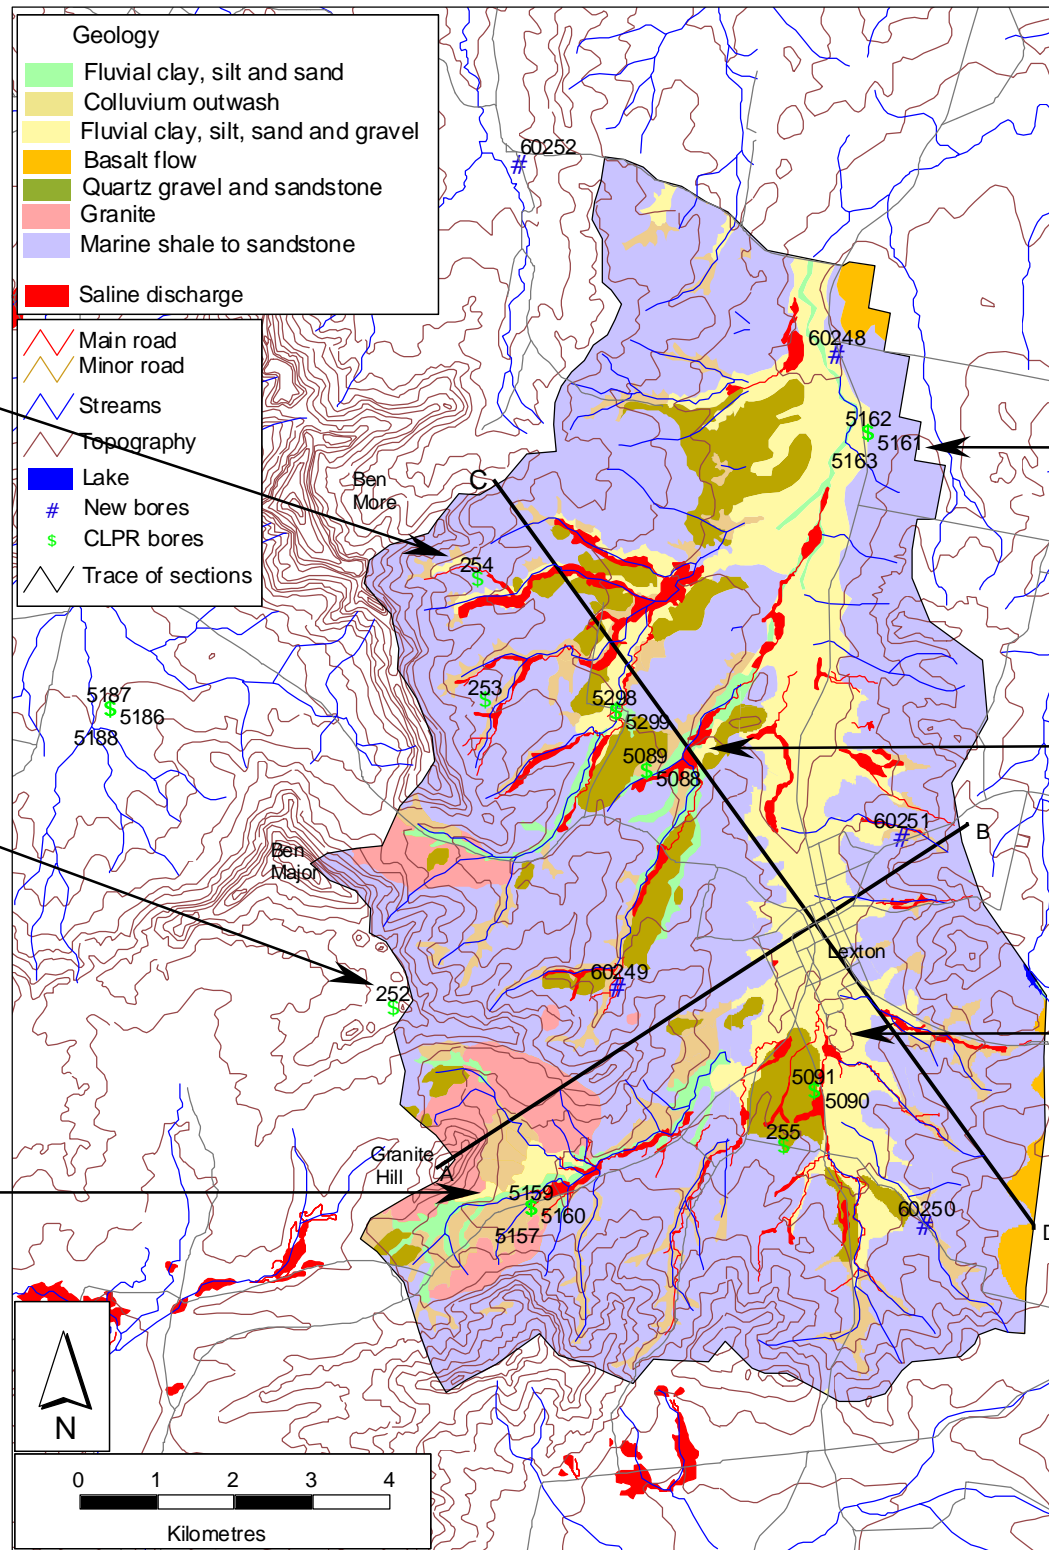 Geology
Fluvial clay, silt and sand
Colluvium outwash
Fluvial clay, silt, sand and gravel
Basalt flow
Quartz gravel and sandstone
Granite
Marine shale to sandstone
Saline discharge
Main road
Minor road
Streams
Topography
Lake
# New bores
$ CLPR bores
Trace of sections
60252
#
60248
#
5162
$ 5161
5163
Ben
More
C
254
$
253
$
5187
$ 5186
5188
5298
$ 5299
5089
$ 5088
60251
#
B
Ben
Major
Lexton
60249
#
252
$
5091
$ 5090
255
$
Granite
Hill
A
5159
$ 5160
5157
60250
#
D
N
0 1 2 3 4
Kilometres